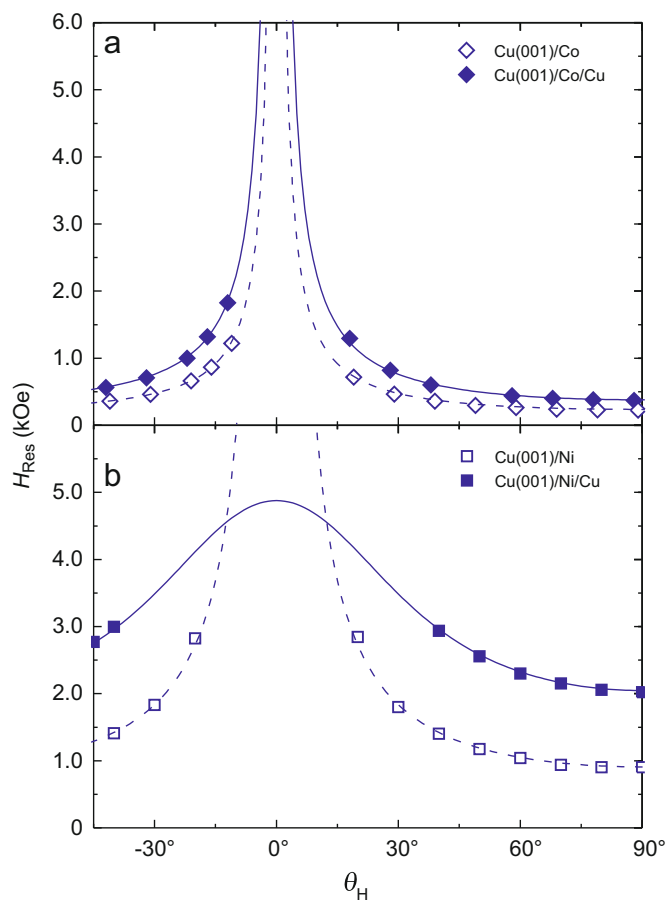 6.0
a
Cu(001)/Co
Cu(001)/Co/Cu
5.0
4.0
3.0
2.0
1.0
0
H_Res (kOe)
b
Cu(001)/Ni
Cu(001)/Ni/Cu
5.0
4.0
3.0
2.0
1.0
0
-30° 0° 30° 60° 90°
θ_H